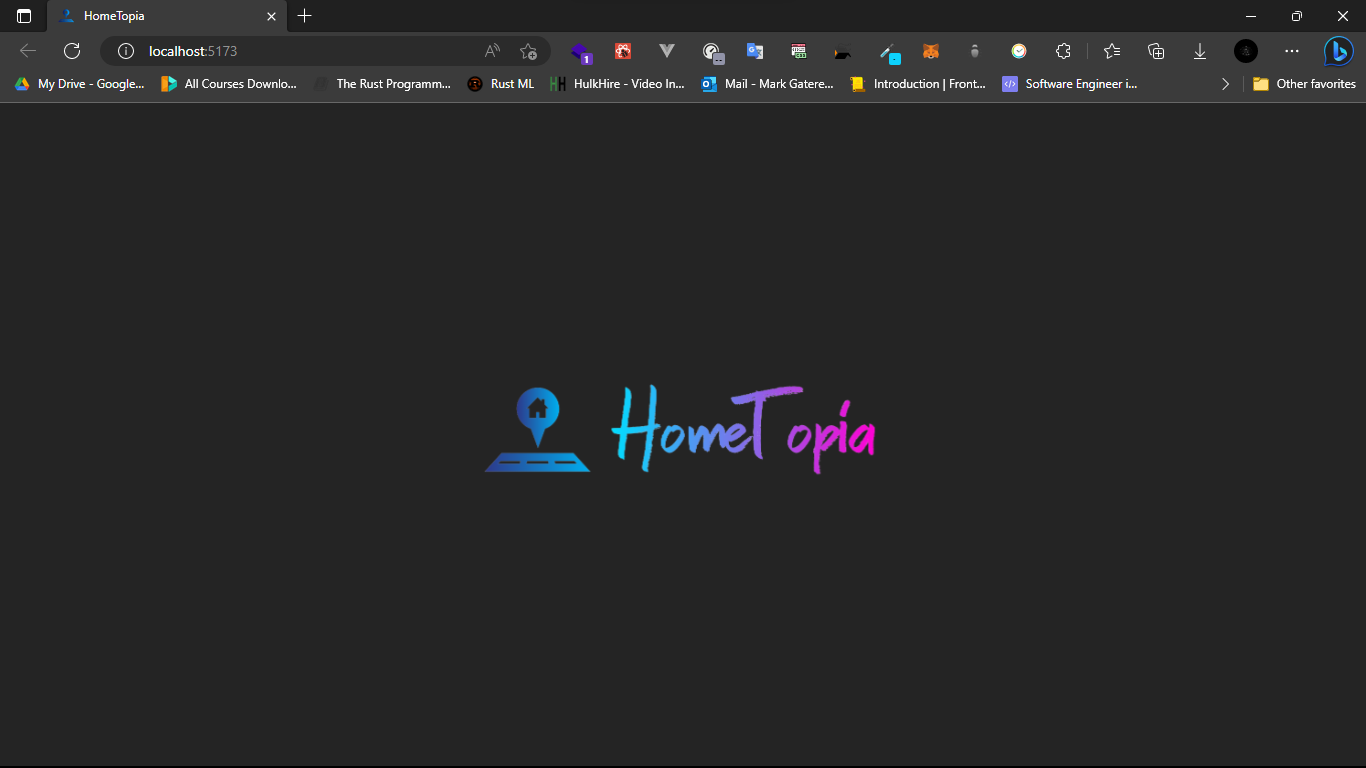 HomeTopia
localhost:5173
1
My Drive - Google...
All Courses Downlo...
The Rust Programm...
Rust ML
HulkHire - Video In...
Mail - Mark Gatere...
Introduction | Front...
Software Engineer i...
Other favorites
HomeTopia